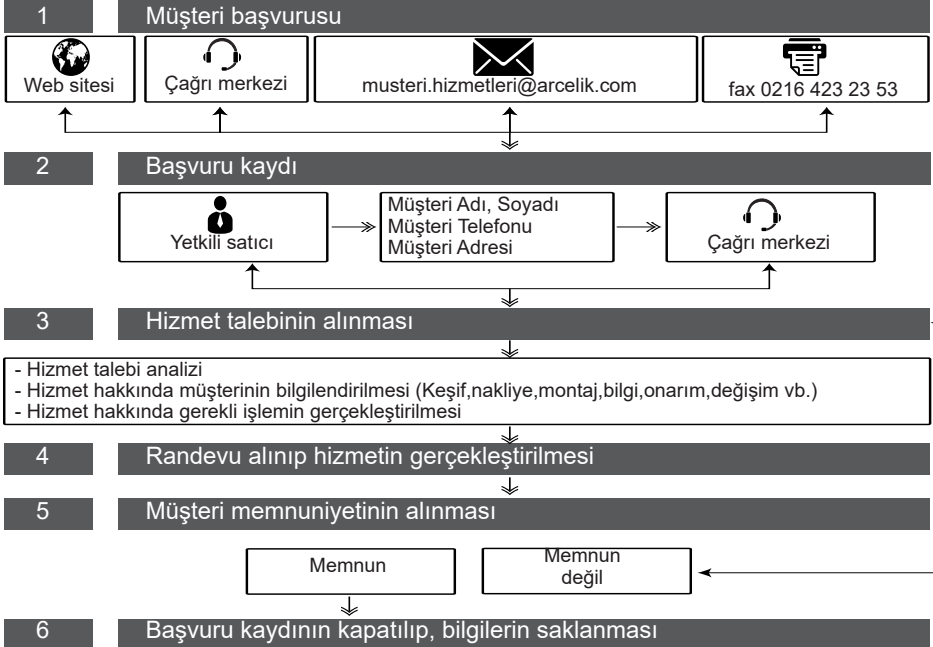 1 Müşteri başvurusu
Web sitesi
Çağrı merkezi
musteri.hizmetleri@arcelik.com
fax 0216 423 23 53
2 Başvuru kaydı
Yetkili satıcı
Müşteri Adı, Soyadı
Müşteri Telefonu
Müşteri Adresi
Çağrı merkezi
3 Hizmet talebinin alınması
- Hizmet talebi analizi
- Hizmet hakkında müşterinin bilgilendirilmesi (Keşif,nakliye,montaj,bilgi,onarım,değişim vb.)
- Hizmet hakkında gerekli işlemin gerçekleştirilmesi
4 Randevu alınıp hizmetin gerçekleştirilmesi
5 Müşteri memnuniyetinin alınması
Memnun
Memnun
değil
6 Başvuru kaydının kapatılıp, bilgilerin saklanması